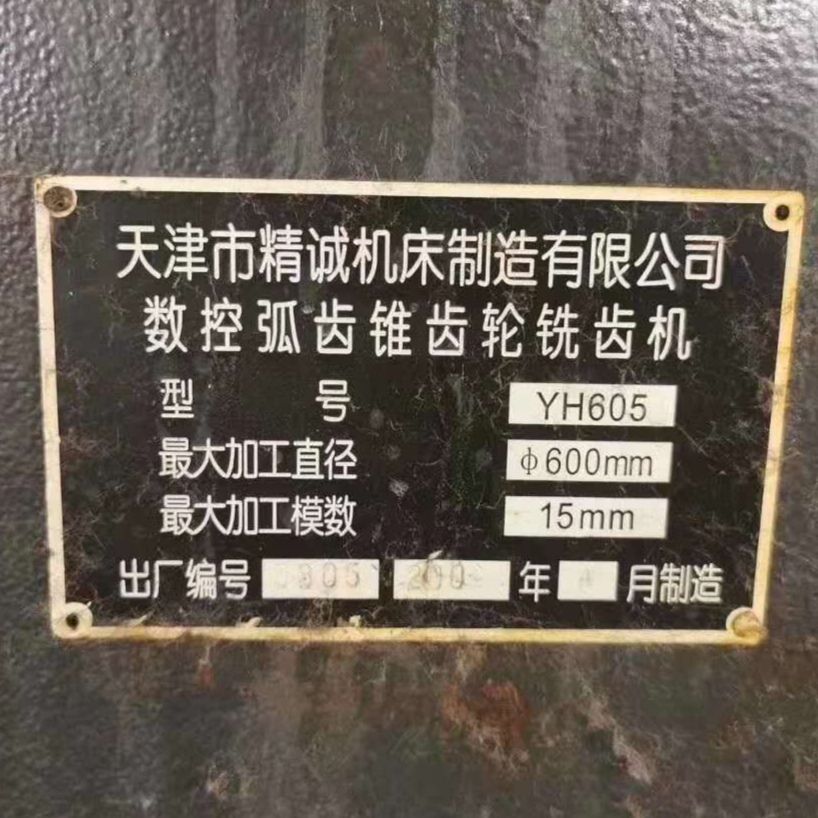 天津市精诚机床制造有限公司
数控弧齿锥齿轮铣齿机
型号 YH605
最大加工直径 φ600mm
最大加工模数 15mm
出厂编号 年 月制造